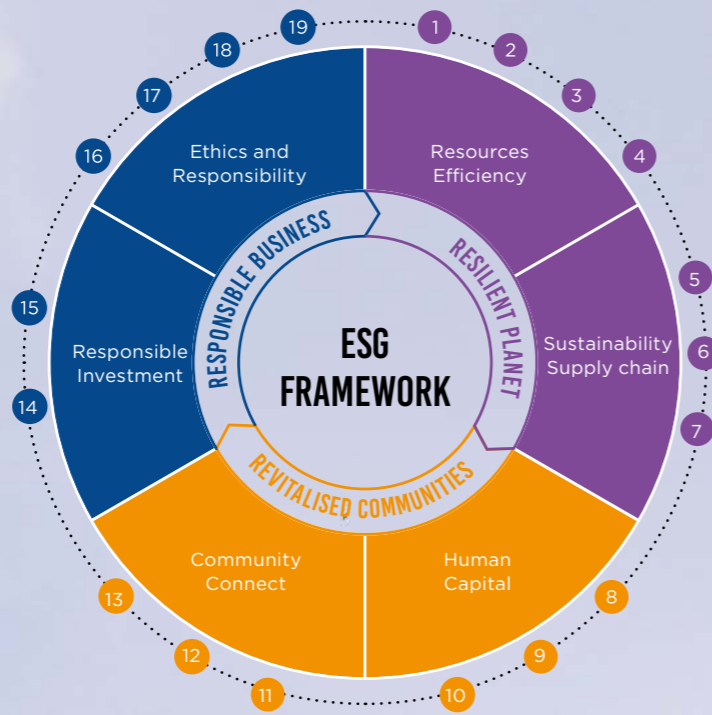 ESG
FRAMEWORK
RESILIENT PLANET
REVITALISED COMMUNITIES
RESPONSIBLE BUSINESS
Resources
Efficiency
Sustainability
Supply chain
Human
Capital
Community
Connect
Responsible
Investment
Ethics and
Responsibility
1
2
3
4
5
6
7
8
9
10
11
12
13
14
15
16
17
18
19